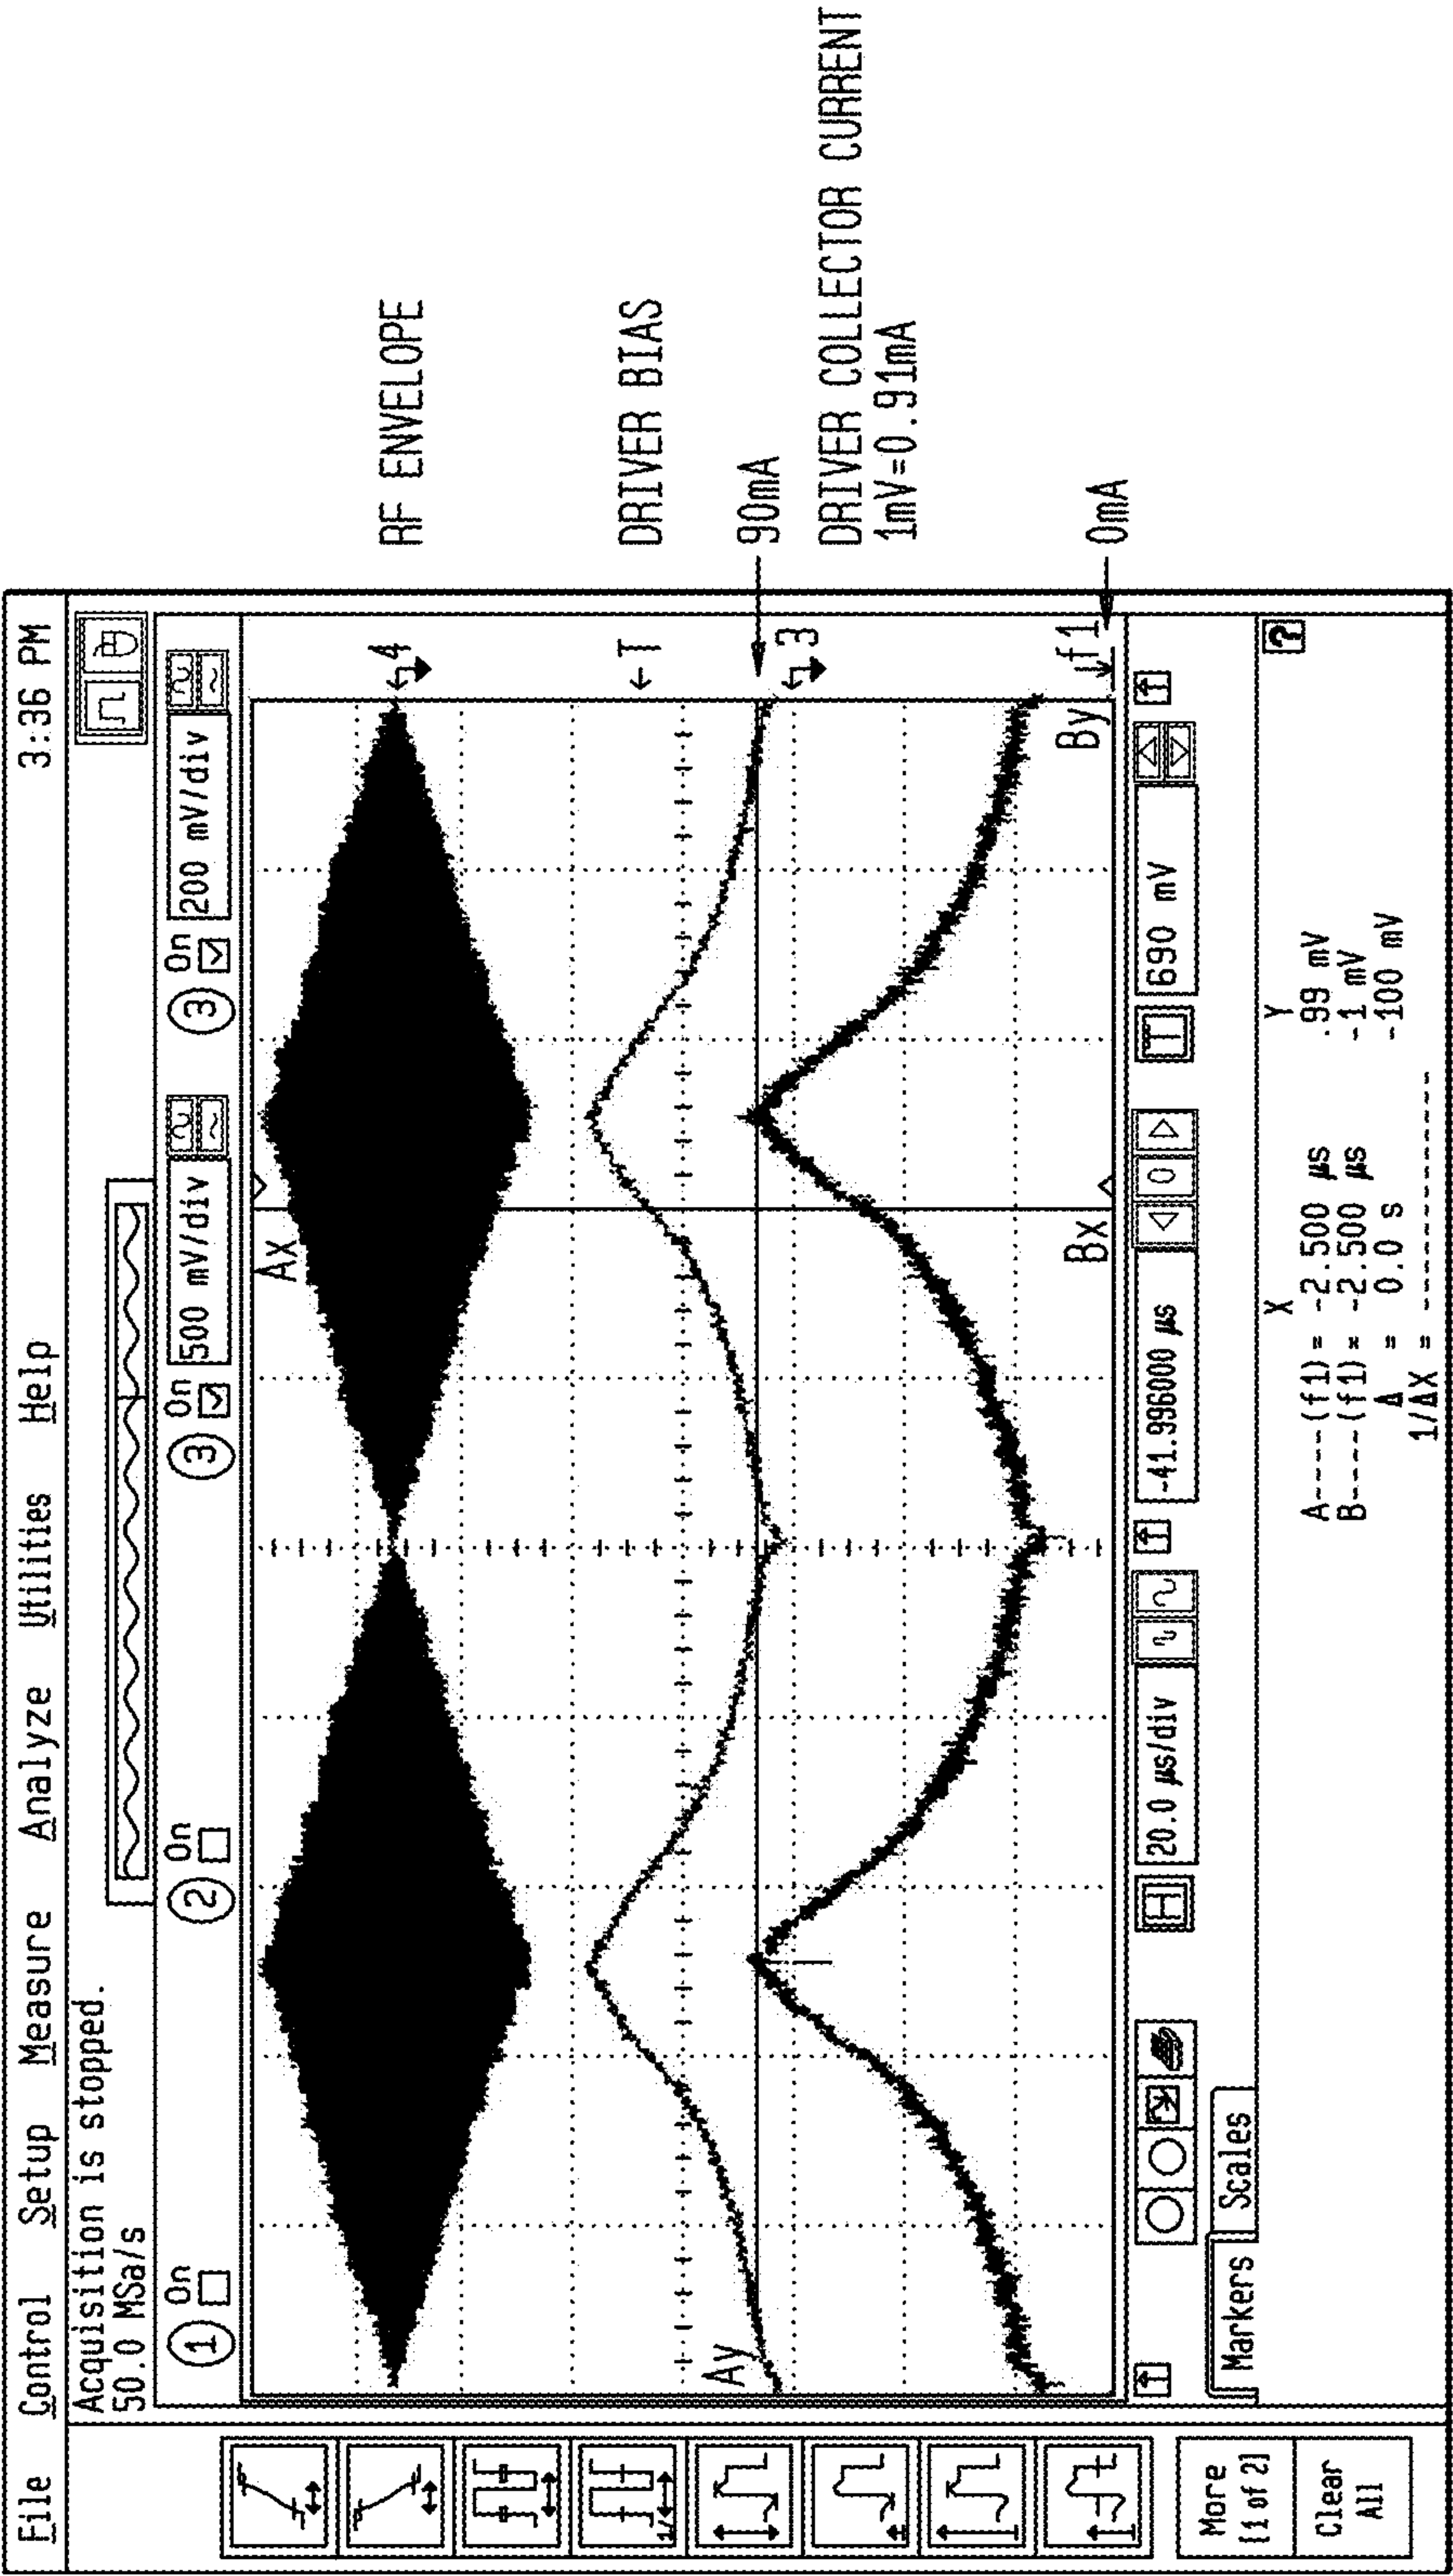 File Control Setup Measure Analyze Utilities Help 3:36 PM
Acquisition is stopped.
50.0 MSa/s
1 On 2 On 3 On 500 mV/div 3 On 200 mV/div
Ax
4
RF ENVELOPE
T
DRIVER BIAS
Ay
90mA
3
DRIVER COLLECTOR CURRENT
1mV=0.91mA
Bx
By
f1
0mA
H 20.0 µs/div -41.996000 µs 0 T 690 mV
More
[1 of 2]
Clear
All
Markers Scales
?
X Y
A----(f1) = -2.500 µs .99 mV
B----(f1) = -2.500 µs -1 mV
Δ = 0.0 s -100 mV
1/ΔX = ------------